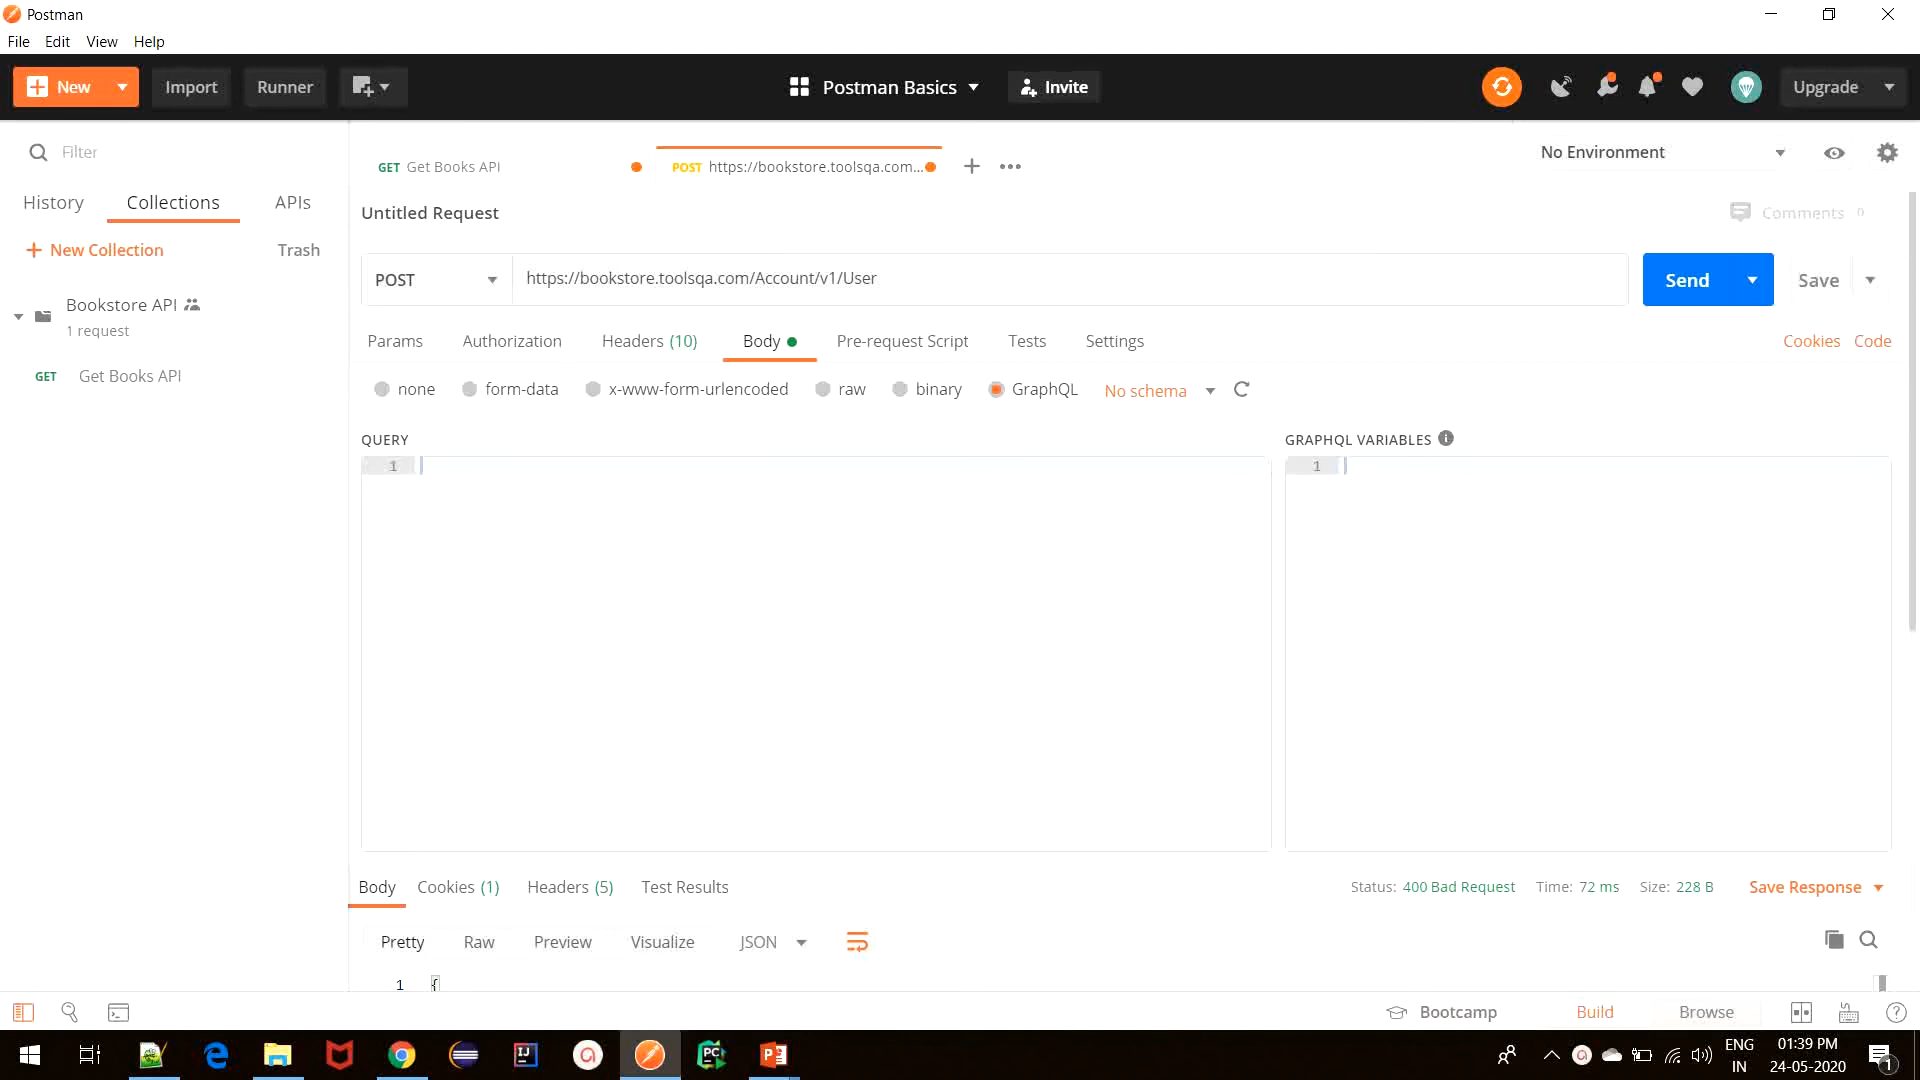 Postman
File Edit View Help
New Import Runner Postman Basics Invite Upgrade
Filter
History Collections APIs
New Collection Trash
Bookstore API
1 request
GET Get Books API
GET Get Books API POST https://bookstore.toolsqa.com... No Environment
Untitled Request Comments 0
POST https://bookstore.toolsqa.com/Account/v1/User Send Save
Params Authorization Headers (10) Body Pre-request Script Tests Settings Cookies Code
none form-data x-www-form-urlencoded raw binary GraphQL No schema
QUERY GRAPHQL VARIABLES
1 1
Body Cookies (1) Headers (5) Test Results Status: 400 Bad Request Time: 72 ms Size: 228 B Save Response
Pretty Raw Preview Visualize JSON
1 {
Bootcamp Build Browse
ENG 01:39 PM
IN 24-05-2020 1